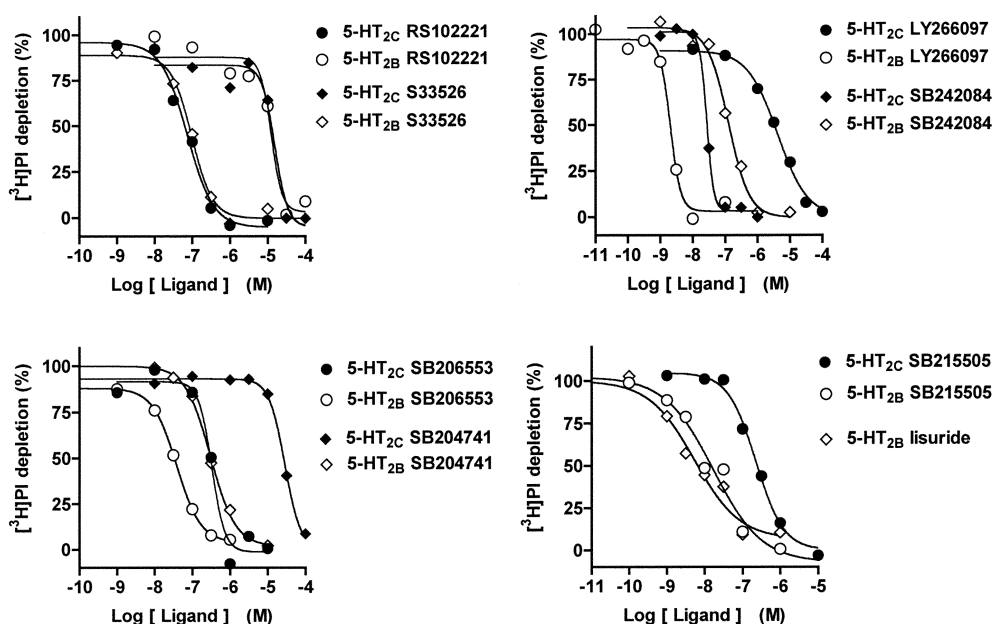 100
75
50
25
0
[³H]PI depletion (%)
-10 -9 -8 -7 -6 -5 -4
Log [ Ligand ] (M)
5-HT₂C RS102221
5-HT₂B RS102221
5-HT₂C S33526
5-HT₂B S33526
100
75
50
25
0
[³H]PI depletion (%)
-11 -10 -9 -8 -7 -6 -5 -4
Log [ Ligand ] (M)
5-HT₂C LY266097
5-HT₂B LY266097
5-HT₂C SB242084
5-HT₂B SB242084
100
75
50
25
0
[³H]PI depletion (%)
-10 -9 -8 -7 -6 -5 -4
Log [ Ligand ] (M)
5-HT₂C SB206553
5-HT₂B SB206553
5-HT₂C SB204741
5-HT₂B SB204741
100
75
50
25
0
[³H]PI depletion (%)
-11 -10 -9 -8 -7 -6 -5
Log [ Ligand ] (M)
5-HT₂C SB215505
5-HT₂B SB215505
5-HT₂B lisuride